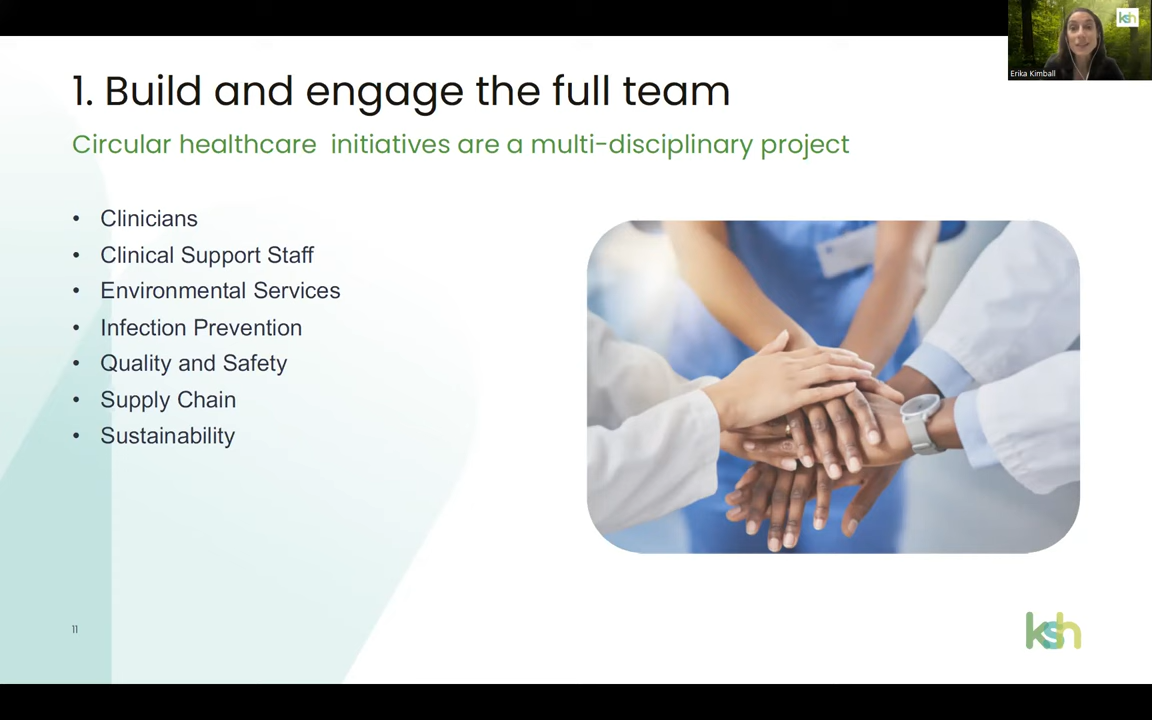 ksh
Erika Kimball
1. Build and engage the full team
Circular healthcare initiatives are a multi-disciplinary project
• Clinicians
• Clinical Support Staff
• Environmental Services
• Infection Prevention
• Quality and Safety
• Supply Chain
• Sustainability
11
ksh